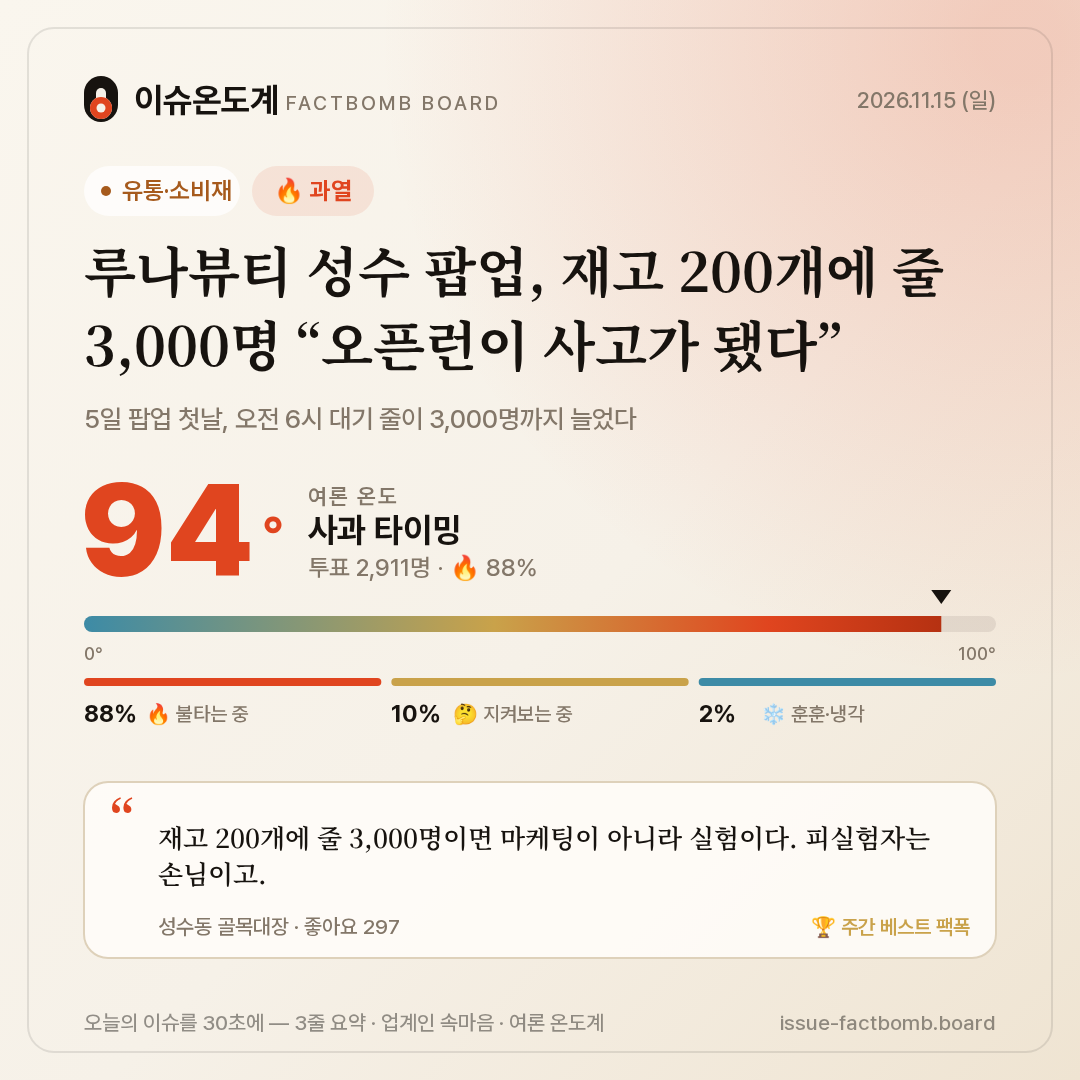 이슈온도계 FACTBOMB BOARD
2026.11.15 (일)
유통·소비재
🔥 과열
루나뷰티 성수 팝업, 재고 200개에 줄
3,000명 “오픈런이 사고가 됐다”
5일 팝업 첫날, 오전 6시 대기 줄이 3,000명까지 늘었다
94°
여론 온도
사과 타이밍
투표 2,911명 · 🔥 88%
0°
100°
88% 🔥 불타는 중
10% 🤔 지켜보는 중
2% ❄️ 훈훈·냉각
“
재고 200개에 줄 3,000명이면 마케팅이 아니라 실험이다. 피실험자는
손님이고.
성수동 골목대장 · 좋아요 297
🏆 주간 베스트 팩폭
오늘의 이슈를 30초에 — 3줄 요약 · 업계인 속마음 · 여론 온도계
issue-factbomb.board